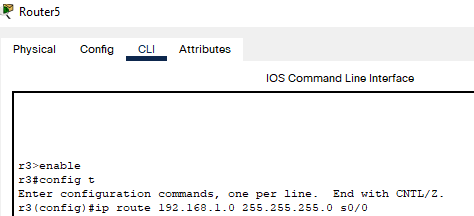 Router5
Physical Config CLI Attributes
IOS Command Line Interface
r3>enable
r3#config t
Enter configuration commands, one per line.  End with CNTL/Z.
r3(config)#ip route 192.168.1.0 255.255.255.0 s0/0